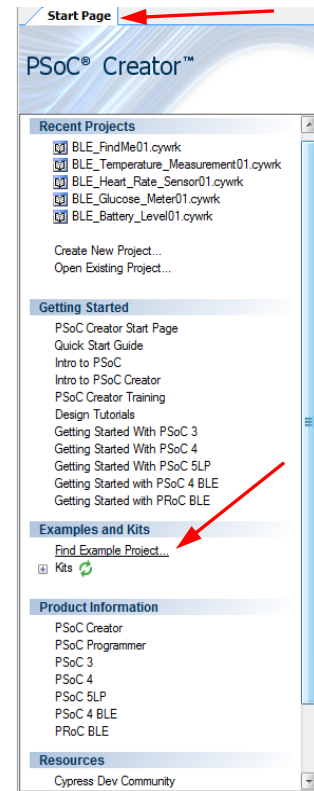 Start Page
PSoC® Creator™
Recent Projects
BLE_FindMe01.cywrk
BLE_Temperature_Measurement01.cywrk
BLE_Heart_Rate_Sensor01.cywrk
BLE_Glucose_Meter01.cywrk
BLE_Battery_Level01.cywrk
Create New Project...
Open Existing Project...
Getting Started
PSoC Creator Start Page
Quick Start Guide
Intro to PSoC
Intro to PSoC Creator
PSoC Creator Training
Design Tutorials
Getting Started With PSoC 3
Getting Started With PSoC 4
Getting Started With PSoC 5LP
Getting Started with PSoC 4 BLE
Getting Started with PRoC BLE
Examples and Kits
Find Example Project...
Kits
Product Information
PSoC Creator
PSoC Programmer
PSoC 3
PSoC 4
PSoC 5LP
PSoC 4 BLE
PRoC BLE
Resources
Cypress Dev Community